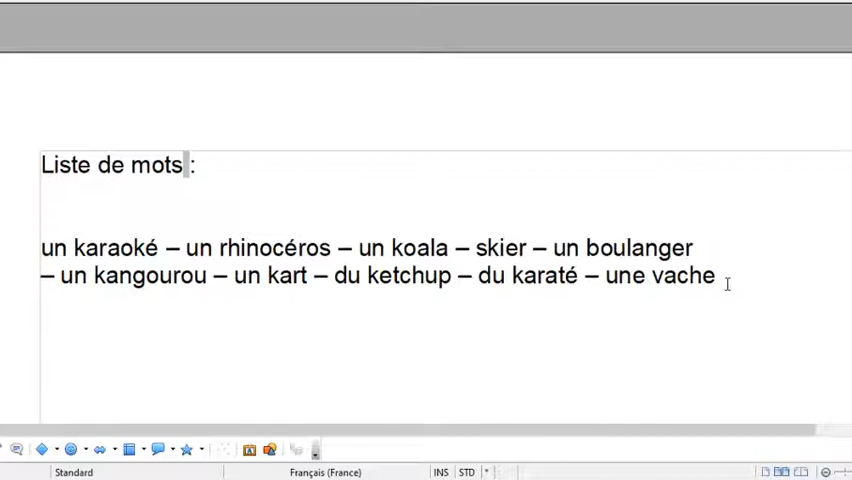 Liste de mots :
un karaoké – un rhinocéros – un koala – skier – un boulanger
– un kangourou – un kart – du ketchup – du karaté – une vache
Standard
Français (France)
INS
STD
*